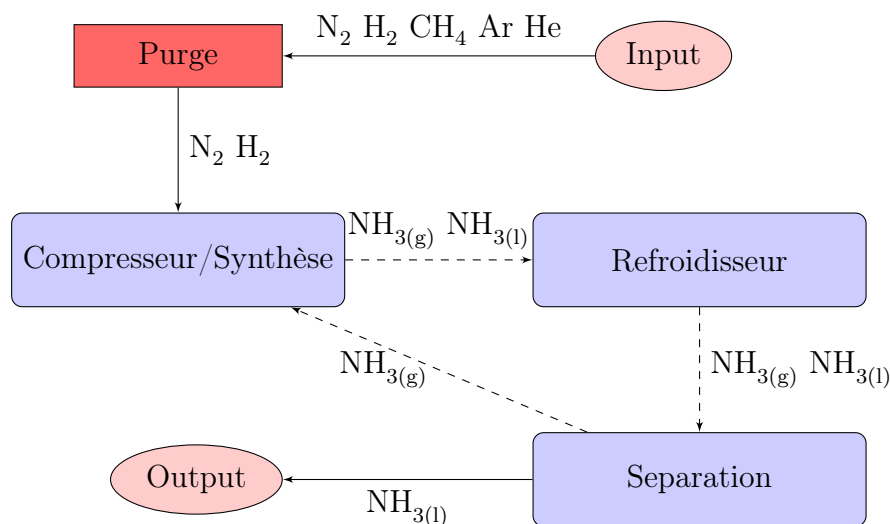 N₂ H₂ CH₄ Ar He
Purge
Input
N₂ H₂
NH₃₍g₎ NH₃₍l₎
Compresseur/Synthèse
Refroidisseur
NH₃₍g₎
NH₃₍g₎ NH₃₍l₎
Output
Separation
NH₃₍l₎